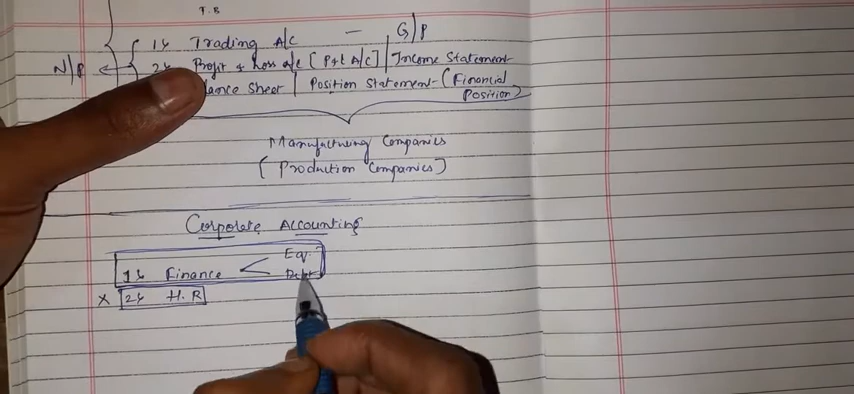 T.B
1↳ Trading A/C — G/P
N/P ← 2↳ Profit & Loss a/c [P&L A/C] | Income Statement
lance Sheet | Position Statement (Financial
Position)
Manufacturing Companies
(Production Companies)
Corporate Accounting
1↳ Finance < Eq.
Debt
× 2↳ H.R